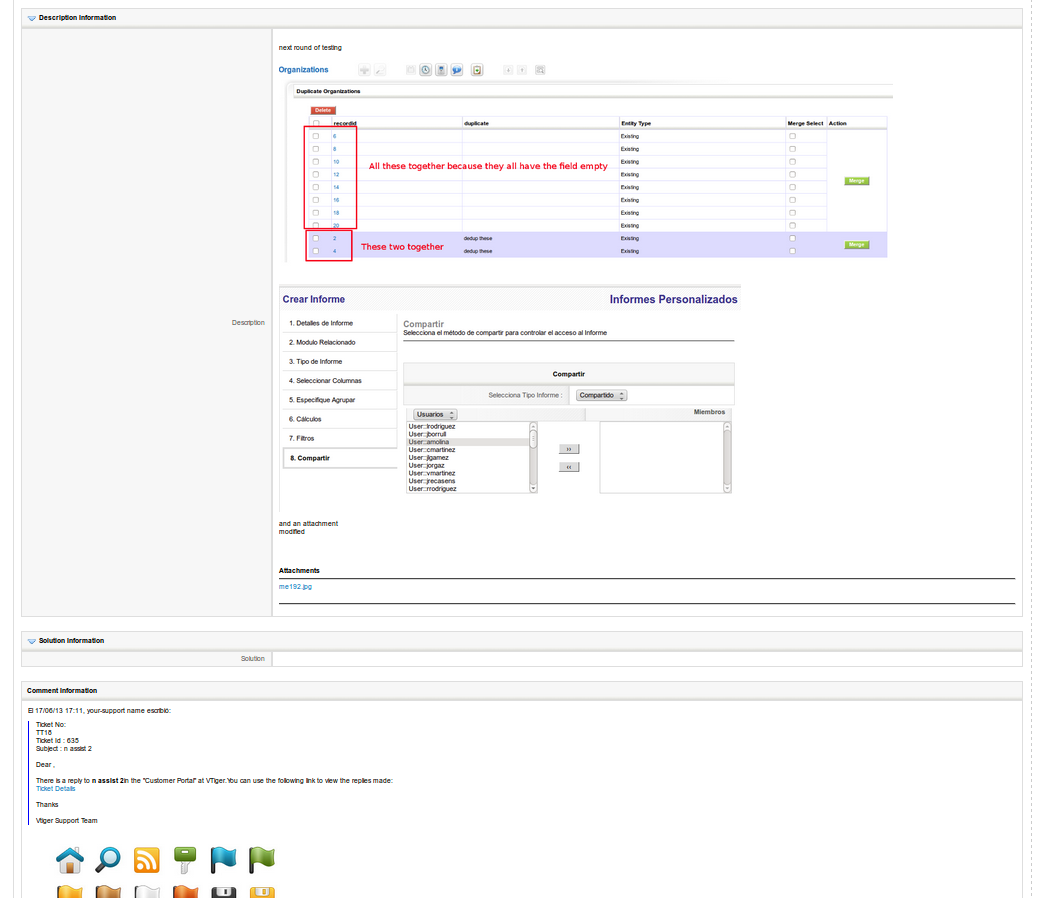 Description Information
next round of testing
Organizations
Duplicate Organizations
Delete
recordid duplicate Entity Type Merge Select Action
6 Existing
8 Existing
10 Existing
All these together because they all have the field empty
12 Existing
14 Existing
Merge
16 Existing
18 Existing
20 Existing
2 dedup these Existing
These two together
Merge
4 dedup these Existing
Description
Crear Informe
Informes Personalizados
1. Detalles de Informe
2. Modulo Relacionado
3. Tipo de Informe
4. Seleccionar Columnas
5. Especifique Agrupar
6. Cálculos
7. Filtros
8. Compartir
Compartir
Selecciona el método de compartir para controlar el acceso al Informe
Compartir
Selecciona Tipo Informe : Compartido
Usuarios
Miembros
User::lrodriguez
User::jborrull
User::amolina
User::cmartinez
User::jlgamez
User::jorgaz
User::vmartinez
User::jrecasens
User::rrodriguez
››
‹‹
and an attachment
modified
Attachments
me192.jpg
Solution Information
Solution
Comment Information
El 17/06/13 17:11, your-support name escribió:
Ticket No:
TT18
Ticket Id : 635
Subject : n assist 2
Dear ,
There is a reply to n assist 2in the "Customer Portal" at VTiger.You can use the following link to view the replies made:
Ticket Details
Thanks
Vtiger Support Team